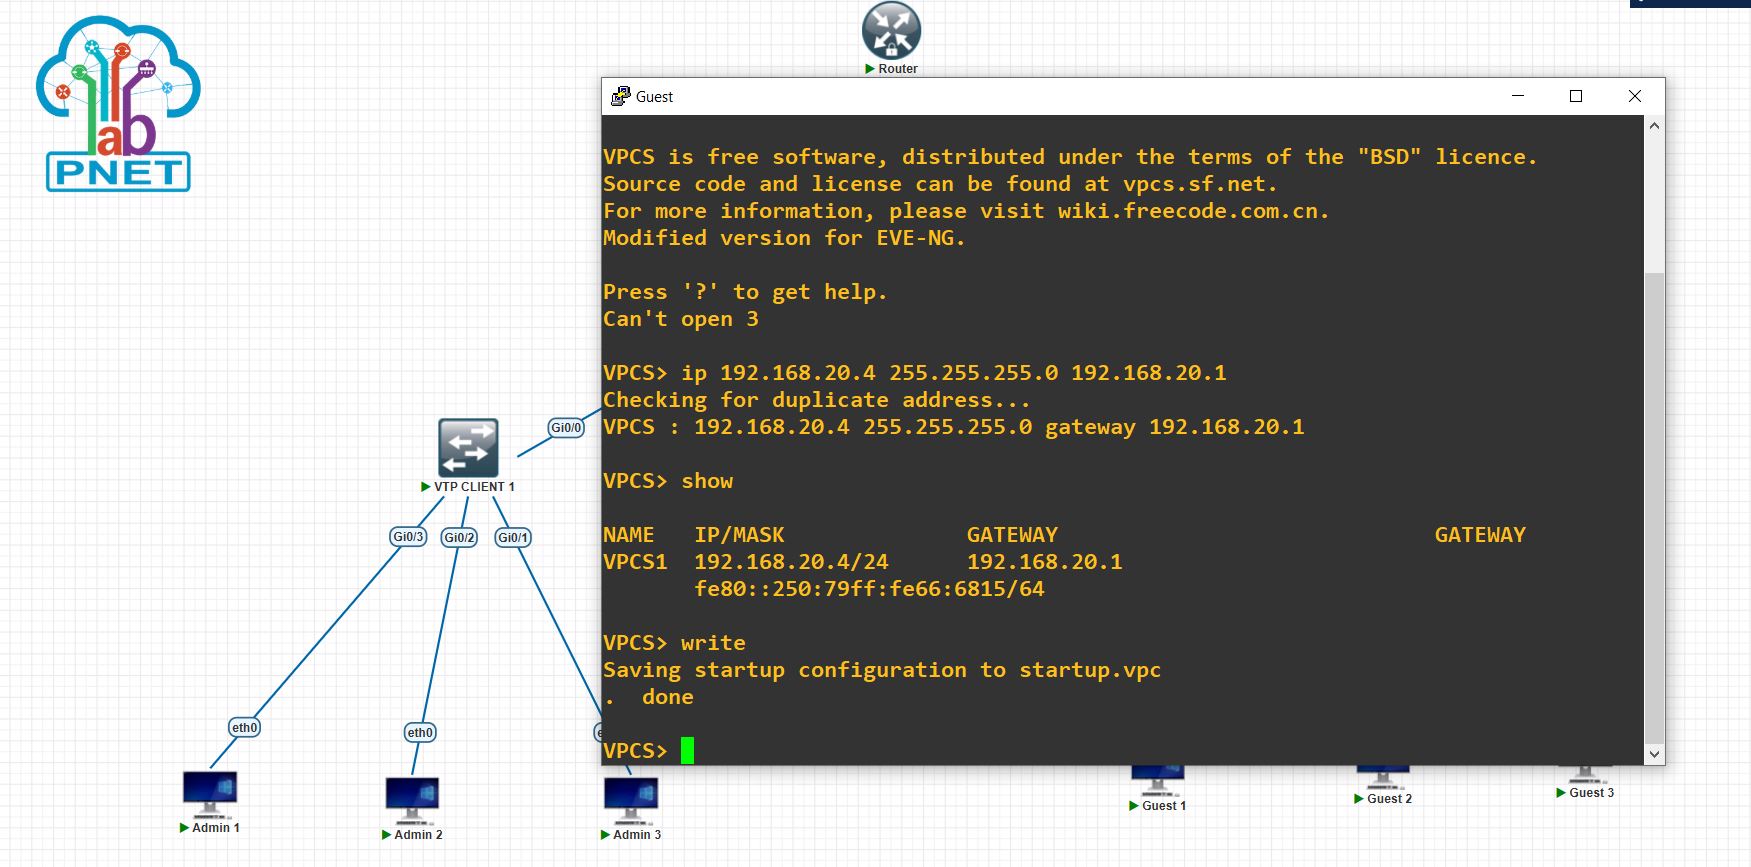 lab
PNET
Router
Guest
VPCS is free software, distributed under the terms of the "BSD" licence.
Source code and license can be found at vpcs.sf.net.
For more information, please visit wiki.freecode.com.cn.
Modified version for EVE-NG.
Press '?' to get help.
Can't open 3
VPCS> ip 192.168.20.4 255.255.255.0 192.168.20.1
Checking for duplicate address...
VPCS : 192.168.20.4 255.255.255.0 gateway 192.168.20.1
VPCS> show
NAME   IP/MASK              GATEWAY                             GATEWAY
VPCS1  192.168.20.4/24      192.168.20.1
fe80::250:79ff:fe66:6815/64
VPCS> write
Saving startup configuration to startup.vpc
.  done
VPCS>
Gi0/0
VTP CLIENT 1
Gi0/3 Gi0/2 Gi0/1
eth0 eth0
Admin 1 Admin 2 Admin 3 Guest 1 Guest 2 Guest 3